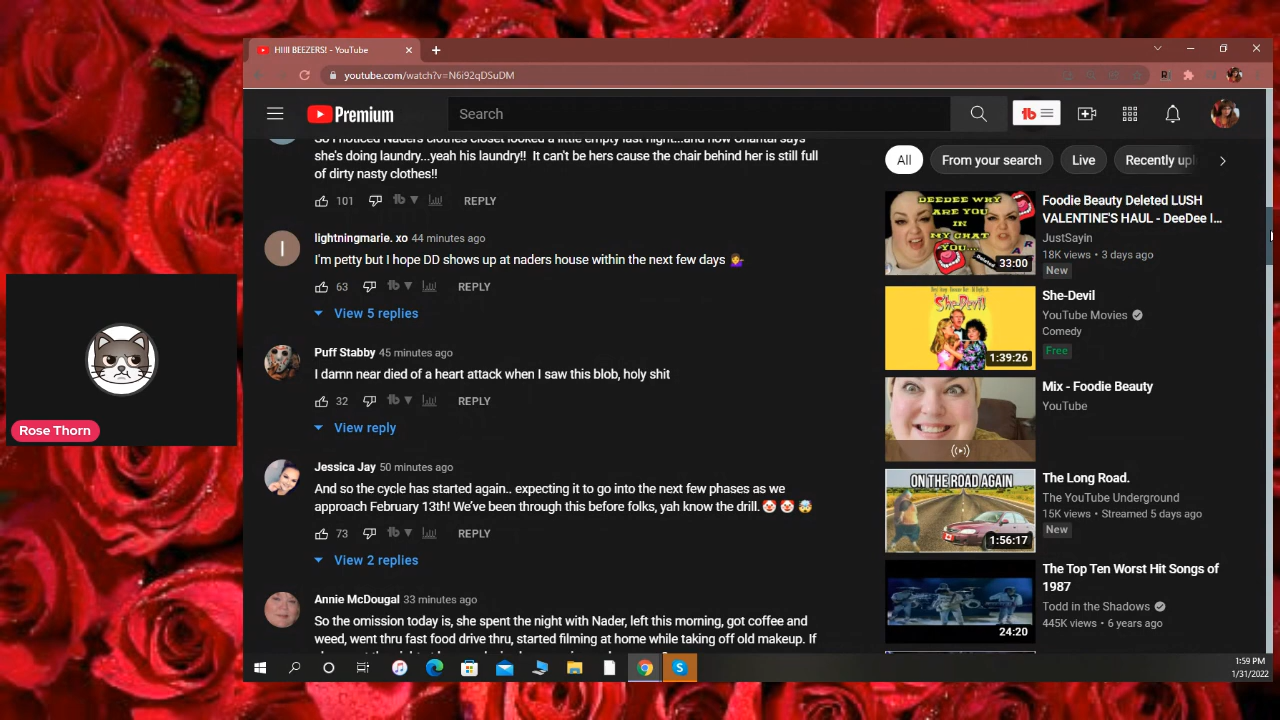 HIIII BEEZERS! - YouTube
youtube.com/watch?v=N6i92qDSuDM
Premium
Search
So I noticed Naders clothes closet looked a little empty last night...and now Chantal says
she's doing laundry...yeah his laundry!! It can't be hers cause the chair behind her is still full
of dirty nasty clothes!!
101 REPLY
lightningmarie. xo 44 minutes ago
I'm petty but I hope DD shows up at naders house within the next few days 💁‍♀️
63 REPLY
View 5 replies
Puff Stabby 45 minutes ago
I damn near died of a heart attack when I saw this blob, holy shit
32 REPLY
View reply
Jessica Jay 50 minutes ago
And so the cycle has started again.. expecting it to go into the next few phases as we
approach February 13th! We've been through this before folks, yah know the drill. 🤡 🤡 🤯
73 REPLY
View 2 replies
Annie McDougal 33 minutes ago
So the omission today is, she spent the night with Nader, left this morning, got coffee and
weed, went thru fast food drive thru, started filming at home while taking off old makeup. If
All From your search Live Recently upl
DEEDEE WHY
ARE YOU
IN
MY CHAT
YOU....
Deleted
33:00
Foodie Beauty Deleted LUSH
VALENTINE'S HAUL - DeeDee I...
JustSayin
18K views • 3 days ago
New
She-Devil
1:39:26
She-Devil
YouTube Movies
Comedy
Free
Mix - Foodie Beauty
YouTube
ON THE ROAD AGAIN
1:56:17
The Long Road.
The YouTube Underground
15K views • Streamed 5 days ago
New
24:20
The Top Ten Worst Hit Songs of
1987
Todd in the Shadows
445K views • 6 years ago
Rose Thorn
1:59 PM
1/31/2022